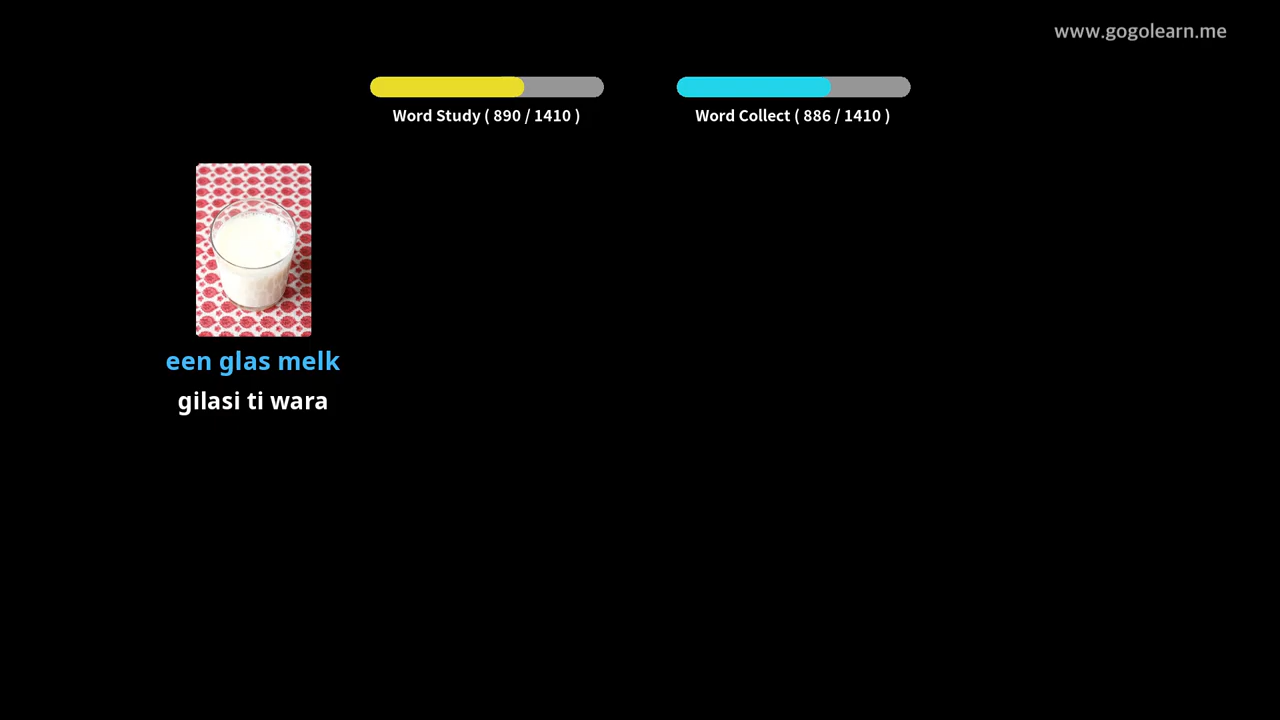 www.gogolearn.me
Word Study ( 890 / 1410 )
Word Collect ( 886 / 1410 )
een glas melk
gilasi ti wara